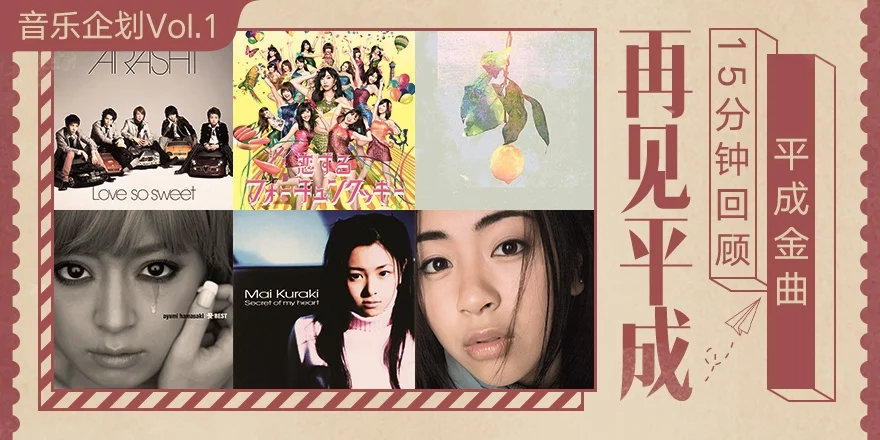 音乐企划Vol.1
ARASHI
Love so sweet
恋する
フォーチュンクッキー
ayumi hamasaki A BEST
Mai Kuraki
Secret of my heart
再见平成
15分钟回顾
平成金曲